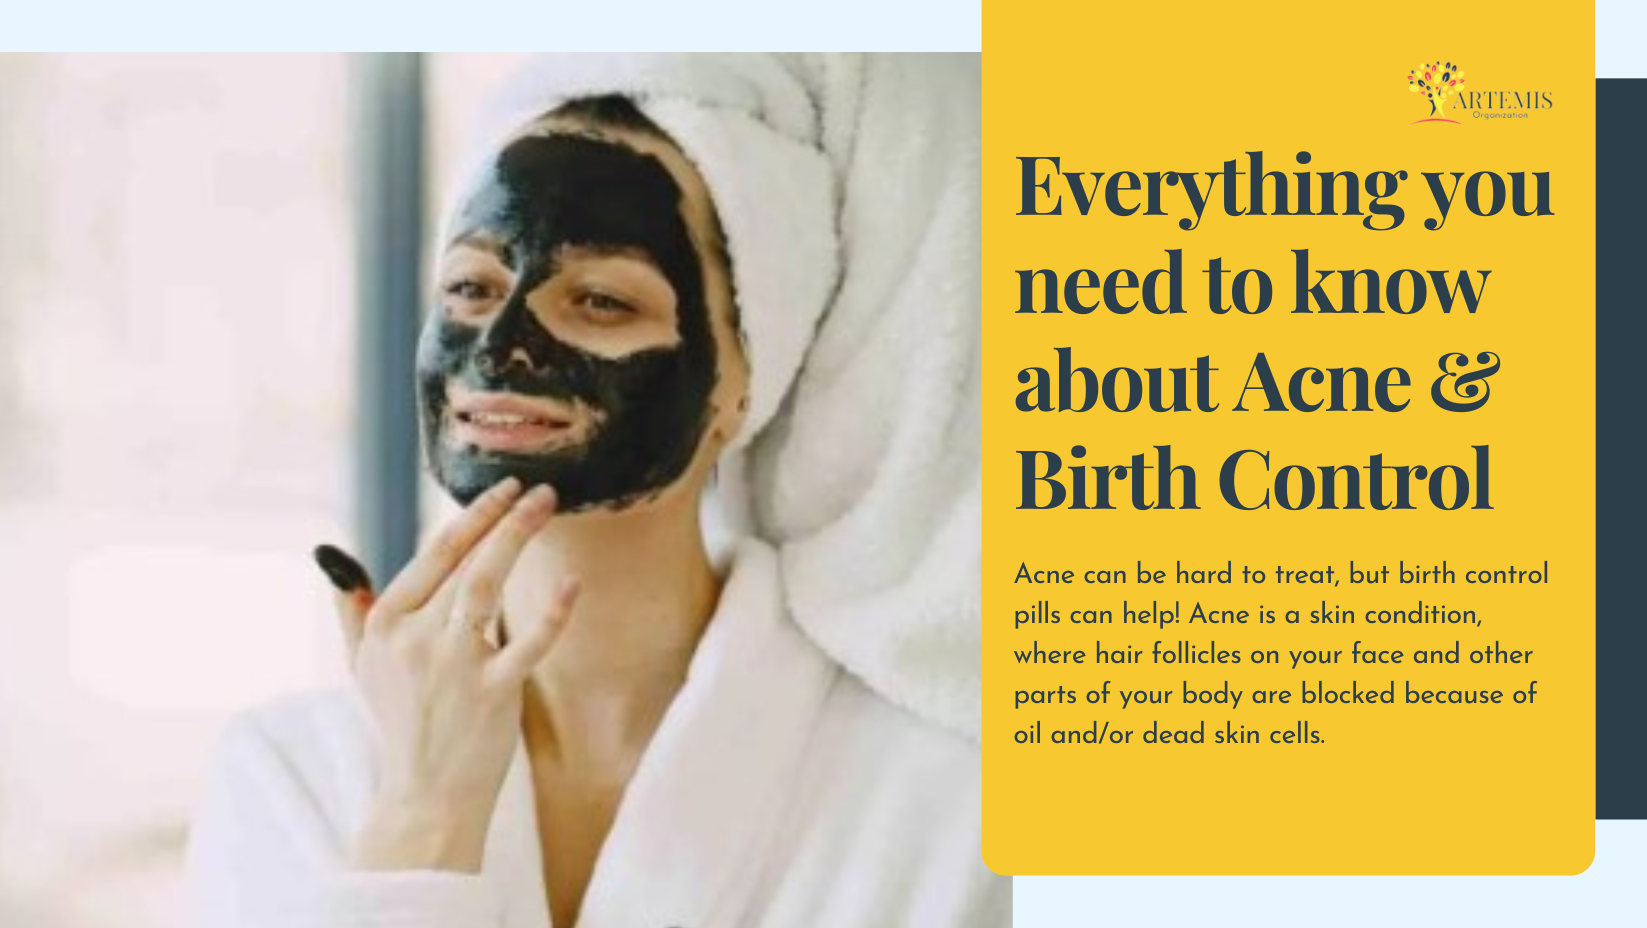 ARTEMIS
Organization
Everything you
need to know
about Acne &
Birth Control
Acne can be hard to treat, but birth control
pills can help! Acne is a skin condition,
where hair follicles on your face and other
parts of your body are blocked because of
oil and/or dead skin cells.